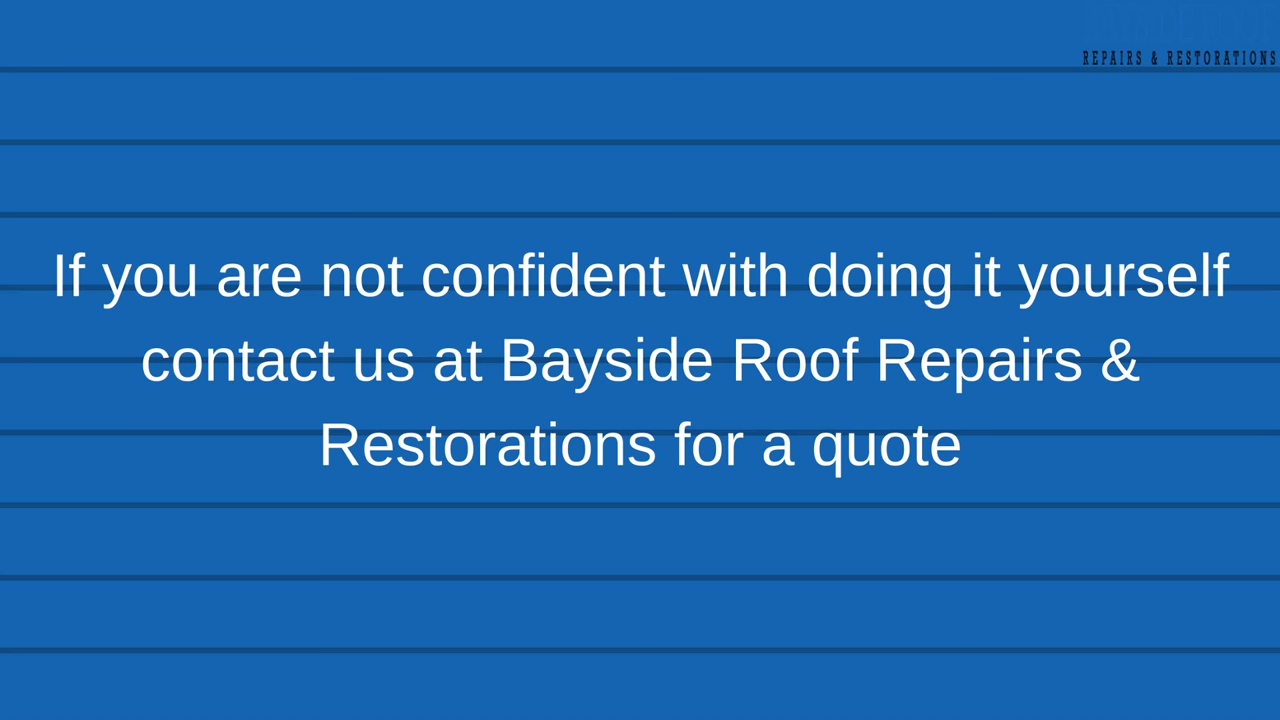 REPAIRS & RESTORATIONS
If you are not confident with doing it yourself
contact us at Bayside Roof Repairs &
Restorations for a quote